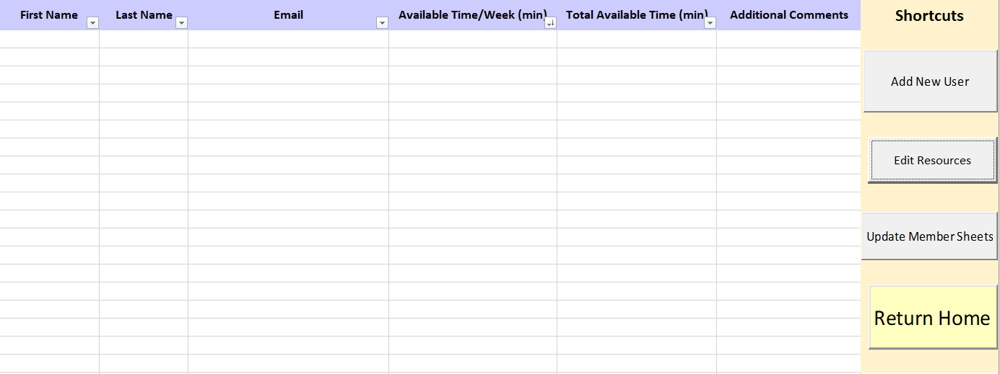 First Name Last Name Email Available Time/Week (min) Total Available Time (min) Additional Comments Shortcuts
Add New User
Edit Resources
Update Member Sheets
Return Home